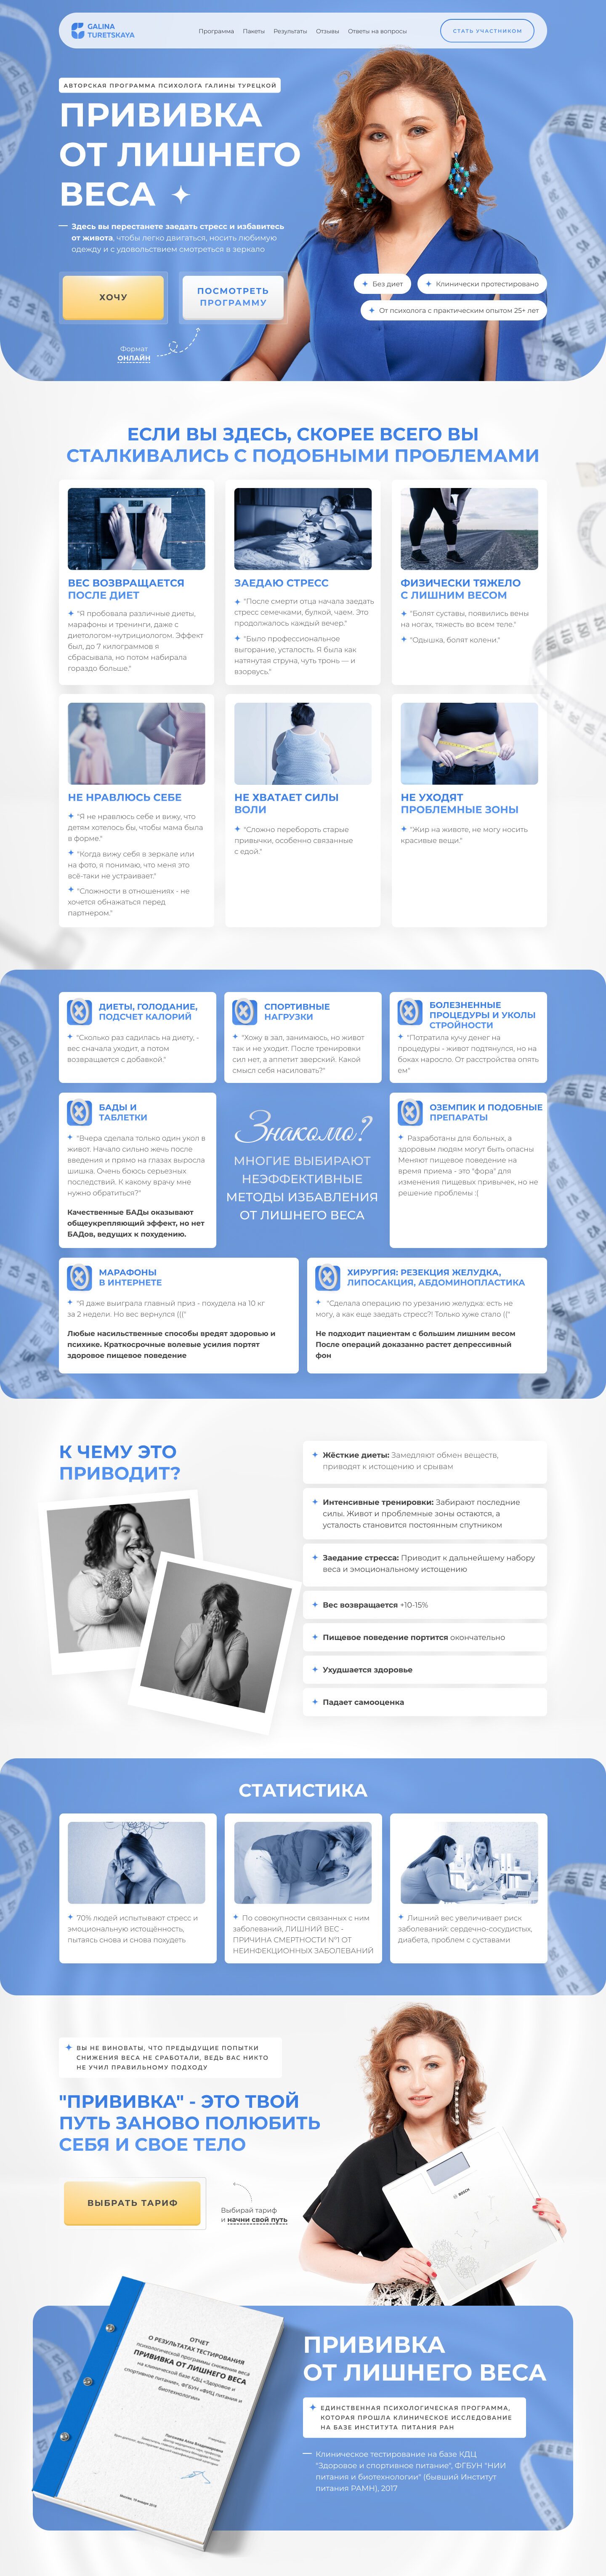 GALINA
TURETSKAYA
Программа Пакеты Результаты Отзывы Ответы на вопросы
СТАТЬ УЧАСТНИКОМ
АВТОРСКАЯ ПРОГРАММА ПСИХОЛОГА ГАЛИНЫ ТУРЕЦКОЙ
ПРИВИВКА
ОТ ЛИШНЕГО
ВЕСА
Здесь вы перестанете заедать стресс и избавитесь
от живота, чтобы легко двигаться, носить любимую
одежду и с удовольствием смотреться в зеркало
ХОЧУ
ПОСМОТРЕТЬ
ПРОГРАММУ
Формат
ОНЛАЙН
Без диет
Клинически протестировано
От психолога с практическим опытом 25+ лет
ЕСЛИ ВЫ ЗДЕСЬ, СКОРЕЕ ВСЕГО ВЫ
СТАЛКИВАЛИСЬ С ПОДОБНЫМИ ПРОБЛЕМАМИ
ВЕС ВОЗВРАЩАЕТСЯ
ПОСЛЕ ДИЕТ
"Я пробовала различные диеты,
марафоны и тренинги, даже с
диетологом-нутрициологом. Эффект
был, до 7 килограммов я
сбрасывала, но потом набирала
гораздо больше."
ЗАЕДАЮ СТРЕСС
"После смерти отца начала заедать
стресс семечками, булкой, чаем. Это
продолжалось каждый вечер."
"Было профессиональное
выгорание, усталость. Я была как
натянутая струна, чуть тронь — и
взорвусь."
ФИЗИЧЕСКИ ТЯЖЕЛО
С ЛИШНИМ ВЕСОМ
"Болят суставы, появились вены
на ногах, тяжесть во всем теле."
"Одышка, болят колени."
НЕ НРАВЛЮСЬ СЕБЕ
"Я не нравлюсь себе и вижу, что
детям хотелось бы, чтобы мама была
в форме."
"Когда вижу себя в зеркале или
на фото, я понимаю, что меня это
всё-таки не устраивает."
"Сложности в отношениях - не
хочется обнажаться перед
партнером."
НЕ ХВАТАЕТ СИЛЫ
ВОЛИ
"Сложно перебороть старые
привычки, особенно связанные
с едой."
НЕ УХОДЯТ
ПРОБЛЕМНЫЕ ЗОНЫ
"Жир на животе, не могу носить
красивые вещи."
ДИЕТЫ, ГОЛОДАНИЕ,
ПОДСЧЕТ КАЛОРИЙ
"Сколько раз садилась на диету, -
вес сначала уходит, а потом
возвращается с добавкой."
СПОРТИВНЫЕ
НАГРУЗКИ
"Хожу в зал, занимаюсь, но живот
так и не уходит. После тренировки
сил нет, а аппетит зверский. Какой
смысл себя насиловать?"
БОЛЕЗНЕННЫЕ
ПРОЦЕДУРЫ И УКОЛЫ
СТРОЙНОСТИ
"Потратила кучу денег на
процедуры - живот подтянулся, но на
боках наросло. От расстройства опять
ем"
БАДЫ И
ТАБЛЕТКИ
"Вчера сделала только один укол в
живот. Начало сильно жечь после
введения и прямо на глазах выросла
шишка. Очень боюсь серьезных
последствий. К какому врачу мне
нужно обратиться?"
Качественные БАДы оказывают
общеукрепляющий эффект, но нет
БАДов, ведущих к похудению.
Знакомо?
МНОГИЕ ВЫБИРАЮТ
НЕЭФФЕКТИВНЫЕ
МЕТОДЫ ИЗБАВЛЕНИЯ
ОТ ЛИШНЕГО ВЕСА
ОЗЕМПИК И ПОДОБНЫЕ
ПРЕПАРАТЫ
Разработаны для больных, а
здоровым людям могут быть опасны
Меняют пищевое поведение на
время приема - это "фора" для
изменения пищевых привычек, но не
решение проблемы :(
МАРАФОНЫ
В ИНТЕРНЕТЕ
"Я даже выиграла главный приз - похудела на 10 кг
за 2 недели. Но вес вернулся ((("
Любые насильственные способы вредят здоровью и
психике. Краткосрочные волевые усилия портят
здоровое пищевое поведение
ХИРУРГИЯ: РЕЗЕКЦИЯ ЖЕЛУДКА,
ЛИПОСАКЦИЯ, АБДОМИНОПЛАСТИКА
"Сделала операцию по урезанию желудка: есть не
могу, а как еще заедать стресс?! Только хуже стало (("
Не подходит пациентам с большим лишним весом
После операций доказанно растет депрессивный
фон
К ЧЕМУ ЭТО
ПРИВОДИТ?
Жёсткие диеты: Замедляют обмен веществ,
приводят к истощению и срывам
Интенсивные тренировки: Забирают последние
силы. Живот и проблемные зоны остаются, а
усталость становится постоянным спутником
Заедание стресса: Приводит к дальнейшему набору
веса и эмоциональному истощению
Вес возвращается +10-15%
Пищевое поведение портится окончательно
Ухудшается здоровье
Падает самооценка
СТАТИСТИКА
70% людей испытывают стресс и
эмоциональную истощённость,
пытаясь снова и снова похудеть
По совокупности связанных с ним
заболеваний, ЛИШНИЙ ВЕС -
ПРИЧИНА СМЕРТНОСТИ №1 ОТ
НЕИНФЕКЦИОННЫХ ЗАБОЛЕВАНИЙ
Лишний вес увеличивает риск
заболеваний: сердечно-сосудистых,
диабета, проблем с суставами
ВЫ НЕ ВИНОВАТЫ, ЧТО ПРЕДЫДУЩИЕ ПОПЫТКИ
СНИЖЕНИЯ ВЕСА НЕ СРАБОТАЛИ, ВЕДЬ ВАС НИКТО
НЕ УЧИЛ ПРАВИЛЬНОМУ ПОДХОДУ
"ПРИВИВКА" - ЭТО ТВОЙ
ПУТЬ ЗАНОВО ПОЛЮБИТЬ
СЕБЯ И СВОЕ ТЕЛО
ВЫБРАТЬ ТАРИФ
Выбирай тариф
и начни свой путь
BOSCH
ОТЧЕТ
О РЕЗУЛЬТАТАХ ТЕСТИРОВАНИЯ
психологической программы снижения веса
ПРИВИВКА ОТ ЛИШНЕГО ВЕСА
на клинической базе КДЦ «Здоровое и
спортивное питание», ФГБУН «ФИЦ питания и
биотехнологии»
ПРИВИВКА
ОТ ЛИШНЕГО ВЕСА
ЕДИНСТВЕННАЯ ПСИХОЛОГИЧЕСКАЯ ПРОГРАММА,
КОТОРАЯ ПРОШЛА КЛИНИЧЕСКОЕ ИССЛЕДОВАНИЕ
НА БАЗЕ ИНСТИТУТА ПИТАНИЯ РАН
Клиническое тестирование на базе КДЦ
"Здоровое и спортивное питание", ФГБУН "НИИ
питания и биотехнологии" (бывший Институт
питания РАМН), 2017